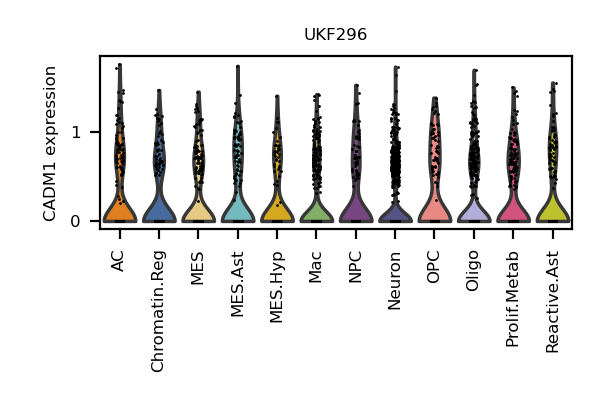 UKF296
CADM1 expression
1
0
AC
Chromatin.Reg
MES
MES.Ast
MES.Hyp
Mac
NPC
Neuron
OPC
Oligo
Prolif.Metab
Reactive.Ast